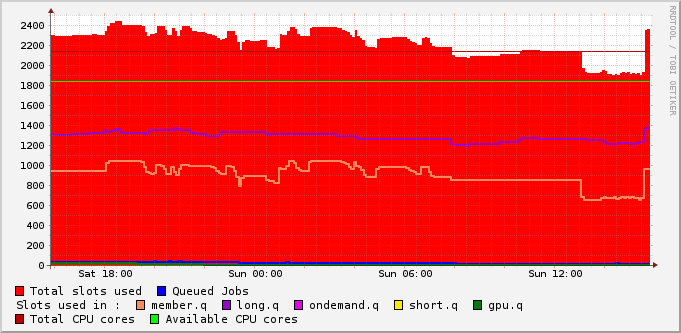 RRDTOOL / TOBI OETIKER
2400
2200
2000
1800
1600
1400
1200
1000
800
600
400
200
0
Sat 18:00 Sun 00:00 Sun 06:00 Sun 12:00
Total slots used Queued Jobs
Slots used in : member.q long.q ondemand.q short.q gpu.q
Total CPU cores Available CPU cores